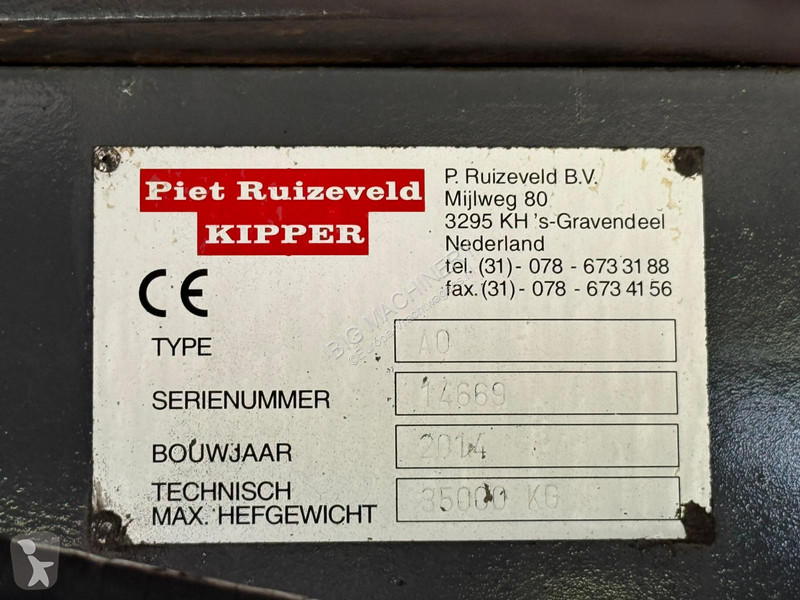 Piet Ruizeveld
KIPPER
P. Ruizeveld B.V.
Mijlweg 80
3295 KH 's-Gravendeel
Nederland
tel. (31) - 078 - 673 31 88
fax. (31) - 078 - 673 41 56
CE
TYPE AO
SERIENUMMER 14669
BOUWJAAR 2014
TECHNISCH
MAX. HEFGEWICHT 35000 KG